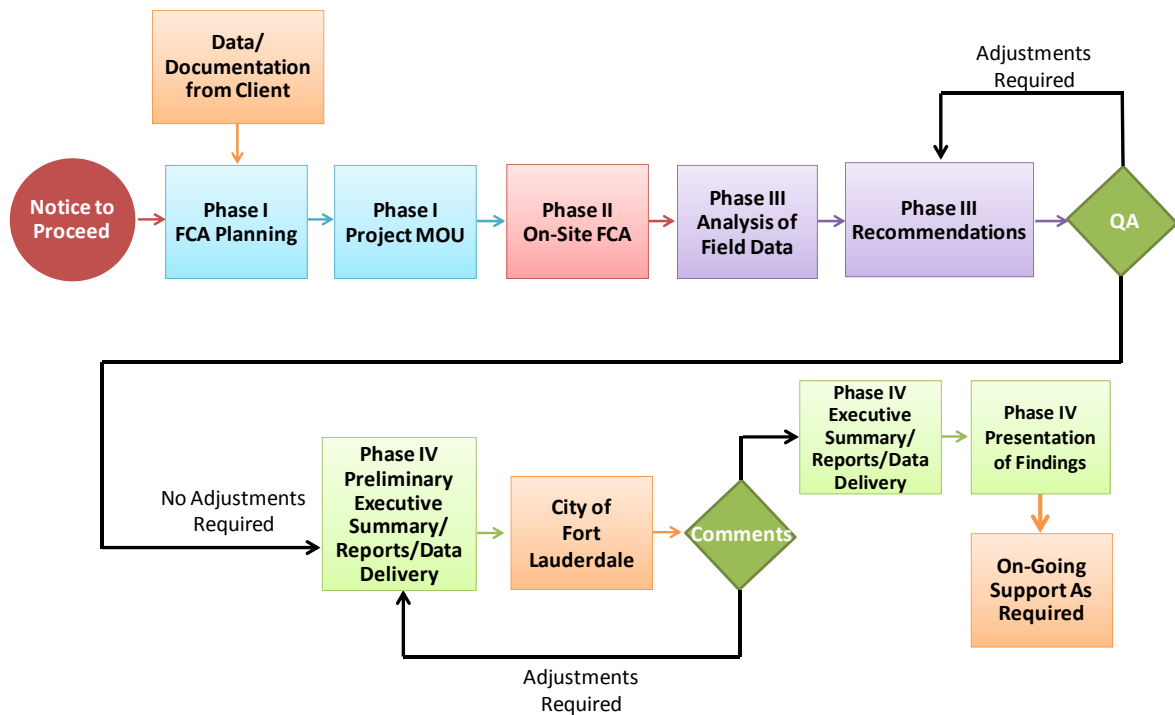 Data/
Documentation
from Client
Adjustments
Required
Notice to
Proceed
Phase I
FCA Planning
Phase I
Project MOU
Phase II
On-Site FCA
Phase III
Analysis of
Field Data
Phase III
Recommendations
QA
No Adjustments
Required
Phase IV
Preliminary
Executive
Summary/
Reports/Data
Delivery
City of
Fort
Lauderdale
Comments
Phase IV
Executive
Summary/
Reports/Data
Delivery
Phase IV
Presentation
of Findings
On-Going
Support As
Required
Adjustments
Required